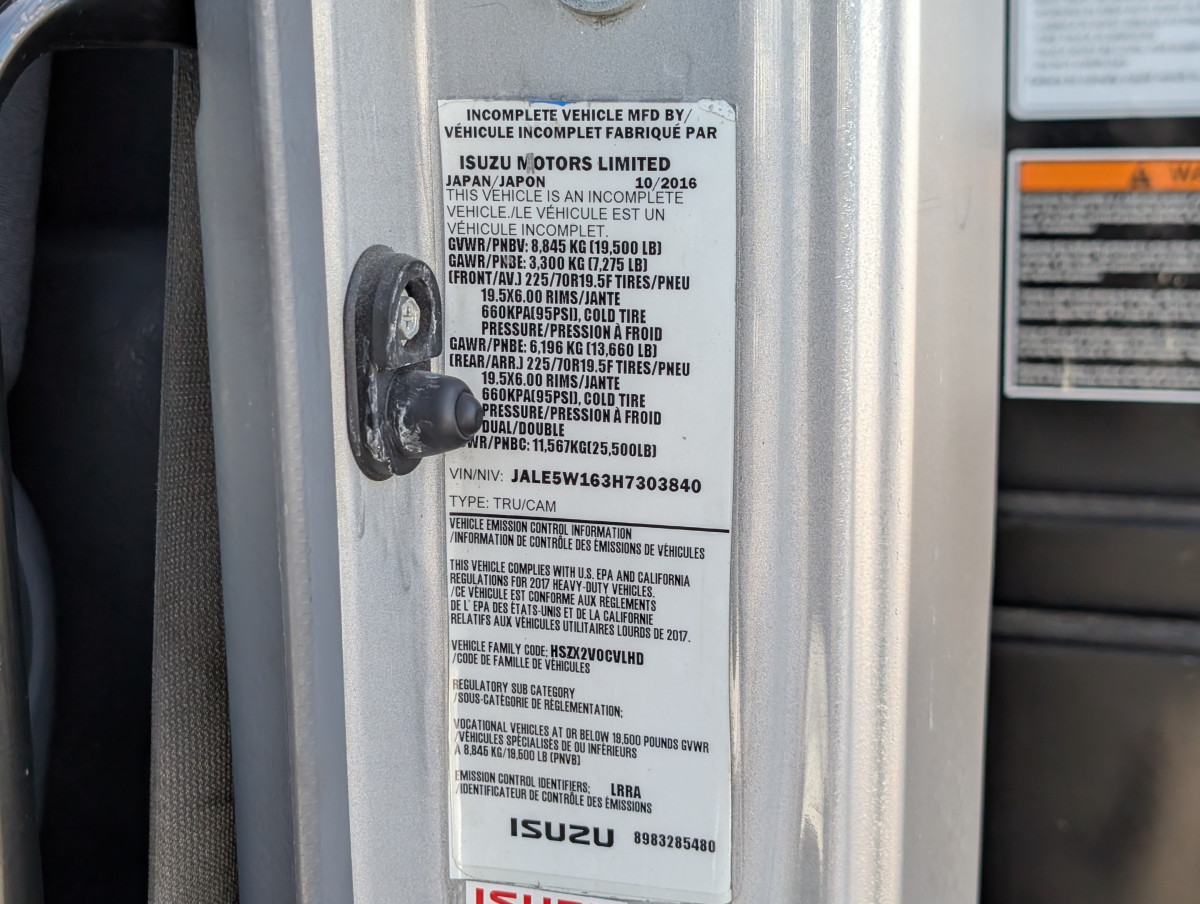 INCOMPLETE VEHICLE MFD BY/
VÉHICULE INCOMPLET FABRIQUÉ PAR
ISUZU MOTORS LIMITED
JAPAN/JAPON 10/2016
THIS VEHICLE IS AN INCOMPLETE
VEHICLE./LE VÉHICULE EST UN
VÉHICULE INCOMPLET.
GVWR/PNBV: 8,845 KG (19,500 LB)
GAWR/PNBE: 3,300 KG (7,275 LB)
(FRONT/AV.) 225/70R19.5F TIRES/PNEU
19.5X6.00 RIMS/JANTE
660KPA(95PSI), COLD TIRE
PRESSURE/PRESSION À FROID
GAWR/PNBE: 6,196 KG (13,660 LB)
(REAR/ARR.) 225/70R19.5F TIRES/PNEU
19.5X6.00 RIMS/JANTE
660KPA(95PSI), COLD TIRE
PRESSURE/PRESSION À FROID
DUAL/DOUBLE
WR/PNBC: 11,567KG(25,500LB)
VIN/NIV: JALE5W163H7303840
TYPE: TRU/CAM
VEHICLE EMISSION CONTROL INFORMATION
/INFORMATION DE CONTRÔLE DES ÉMISSIONS DE VÉHICULES
THIS VEHICLE COMPLIES WITH U.S. EPA AND CALIFORNIA
REGULATIONS FOR 2017 HEAVY-DUTY VEHICLES.
/CE VÉHICULE EST CONFORME AUX RÈGLEMENTS
DE L' EPA DES ÉTATS-UNIS ET DE LA CALIFORNIE
RELATIFS AUX VÉHICULES UTILITAIRES LOURDS DE 2017.
VEHICLE FAMILY CODE: HSZX2VOCVLHD
/CODE DE FAMILLE DE VÉHICULES
REGULATORY SUB CATEGORY
/SOUS-CATÉGORIE DE RÈGLEMENTATION;
VOCATIONAL VEHICLES AT OR BELOW 19,500 POUNDS GVWR
/VÉHICULES SPÉCIALISÉS DE OU INFÉRIEURS
À 8,845 KG/19,500 LB (PNVB)
EMISSION CONTROL IDENTIFIERS: LRRA
/IDENTIFICATEUR DE CONTRÔLE DES ÉMISSIONS
ISUZU 8983285480
ISUZU